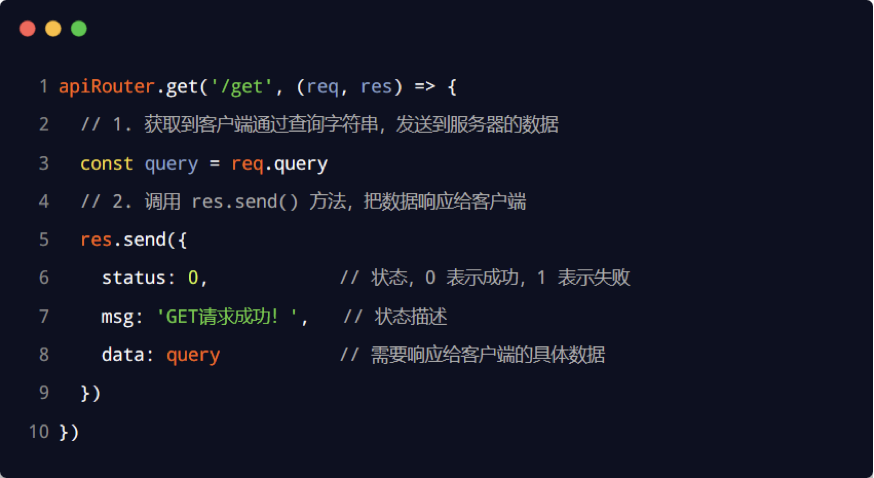 1 apiRouter.get('/get', (req, res) => {
2   // 1. 获取到客户端通过查询字符串，发送到服务器的数据
3   const query = req.query
4   // 2. 调用 res.send() 方法，把数据响应给客户端
5   res.send({
6     status: 0,            // 状态，0 表示成功，1 表示失败
7     msg: 'GET请求成功！',   // 状态描述
8     data: query           // 需要响应给客户端的具体数据
9   })
10 })